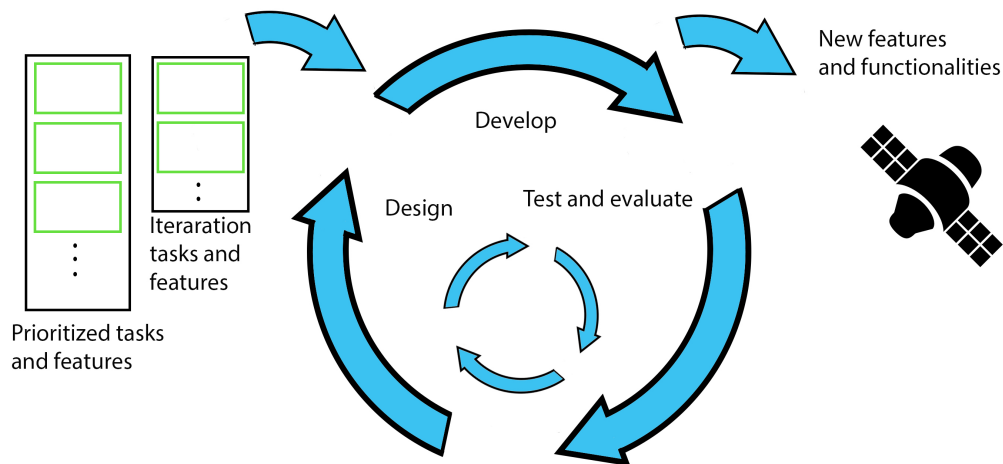 New features
and functionalities
Develop
Design
Test and evaluate
Iteraration
tasks and
features
Prioritized tasks
and features